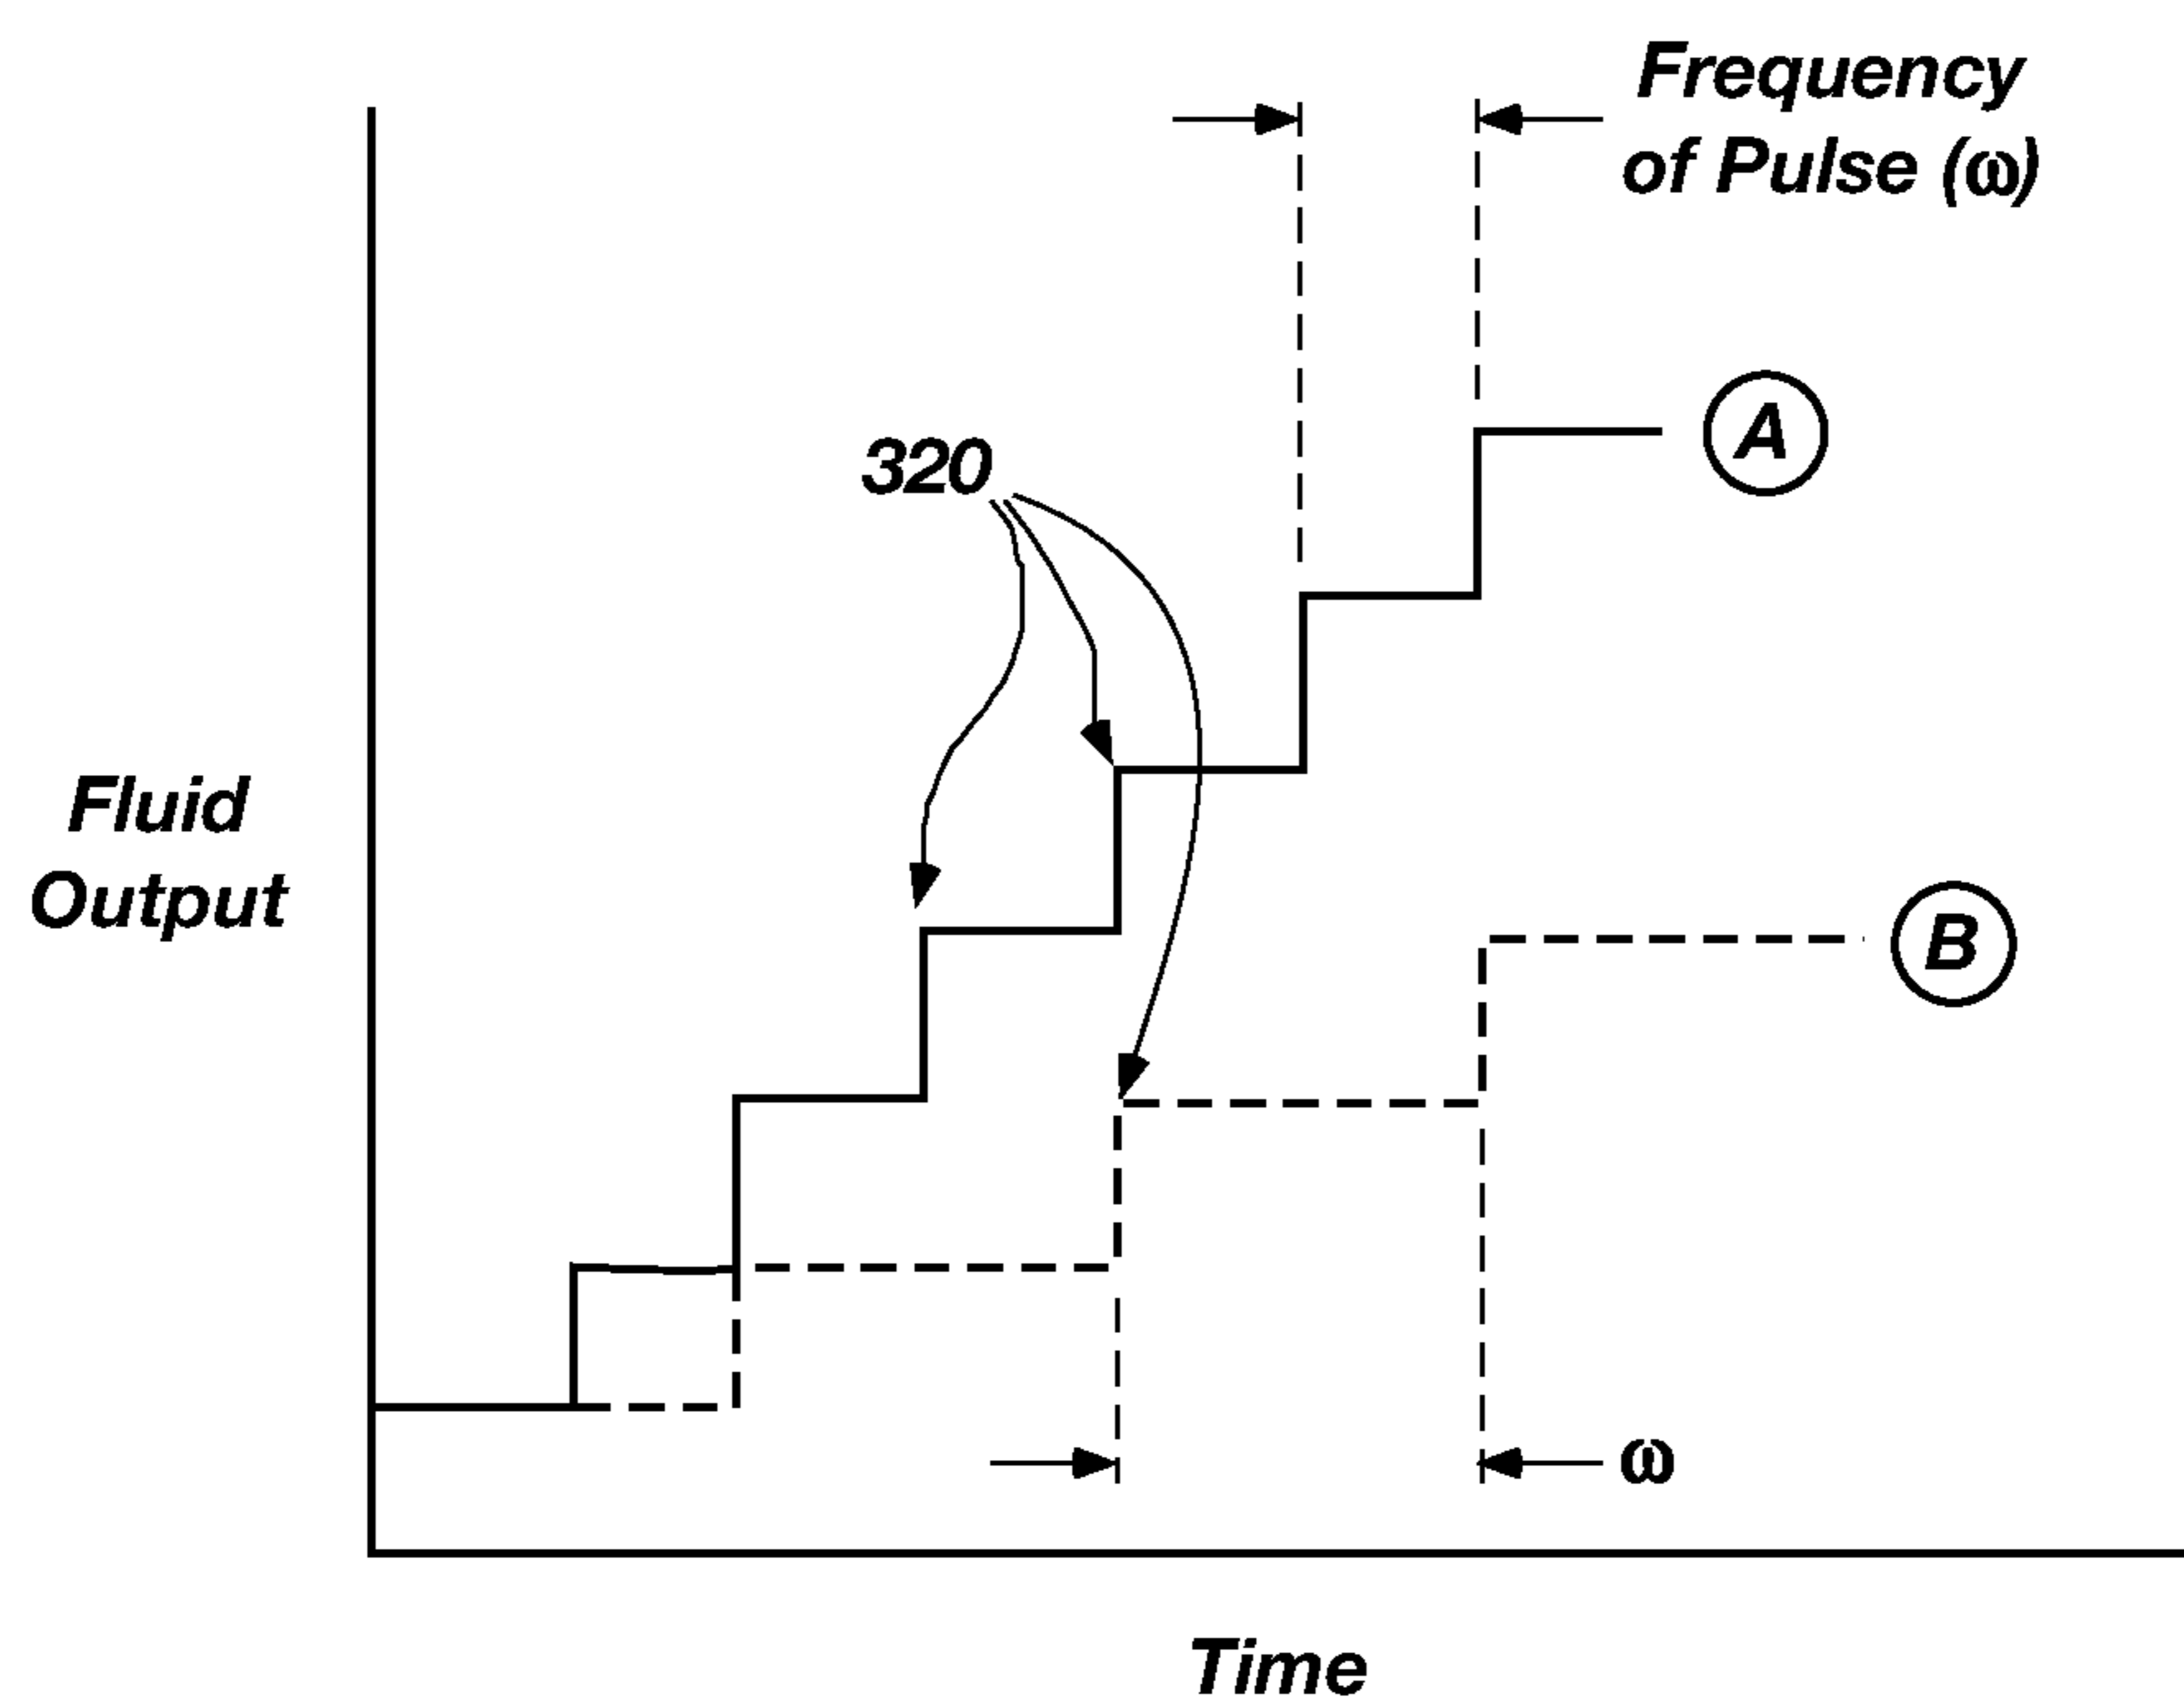 Frequency
of Pulse (ω)
A
320
Fluid
Output
B
ω
Time